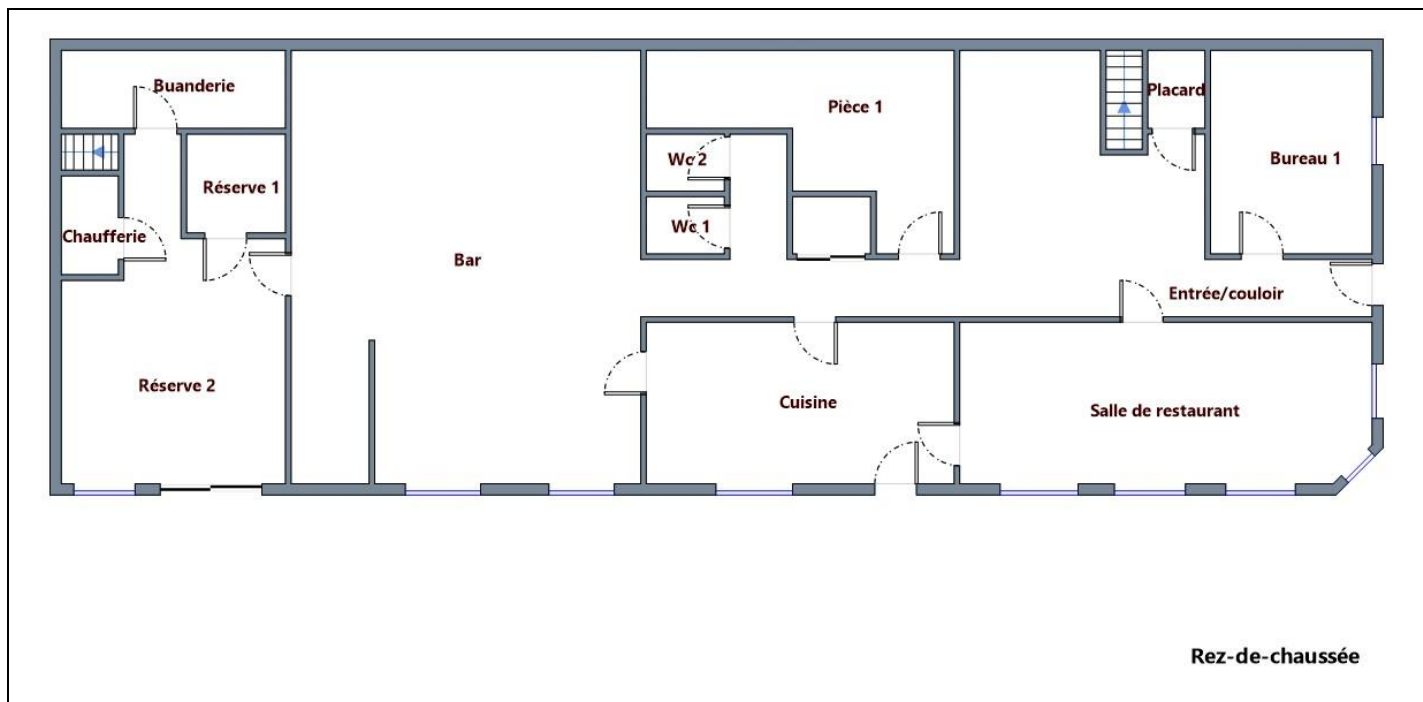 Buanderie
Placard
Pièce 1
Wc 2
Bureau 1
Réserve 1
Wc 1
Chaufferie
Bar
Entrée/couloir
Réserve 2
Cuisine
Salle de restaurant
Rez-de-chaussée